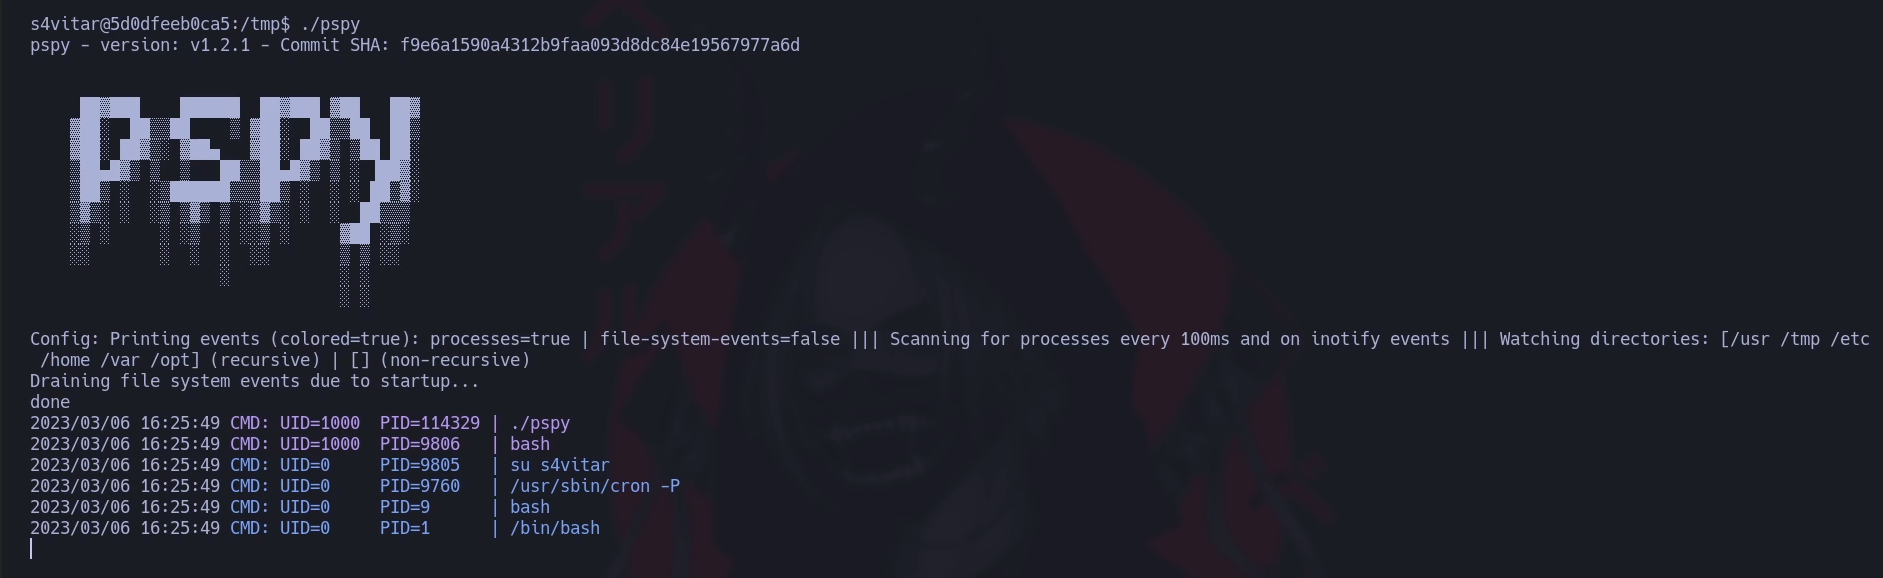 s4vitar@5d0dfeeb0ca5:/tmp$ ./pspy
pspy - version: v1.2.1 - Commit SHA: f9e6a1590a4312b9faa093d8dc84e19567977a6d
PSPY
Config: Printing events (colored=true): processes=true | file-system-events=false ||| Scanning for processes every 100ms and on inotify events ||| Watching directories: [/usr /tmp /etc
/home /var /opt] (recursive) | [] (non-recursive)
Draining file system events due to startup...
done
2023/03/06 16:25:49 CMD: UID=1000  PID=114329 | ./pspy
2023/03/06 16:25:49 CMD: UID=1000  PID=9806   | bash
2023/03/06 16:25:49 CMD: UID=0     PID=9805   | su s4vitar
2023/03/06 16:25:49 CMD: UID=0     PID=9760   | /usr/sbin/cron -P
2023/03/06 16:25:49 CMD: UID=0     PID=9      | bash
2023/03/06 16:25:49 CMD: UID=0     PID=1      | /bin/bash